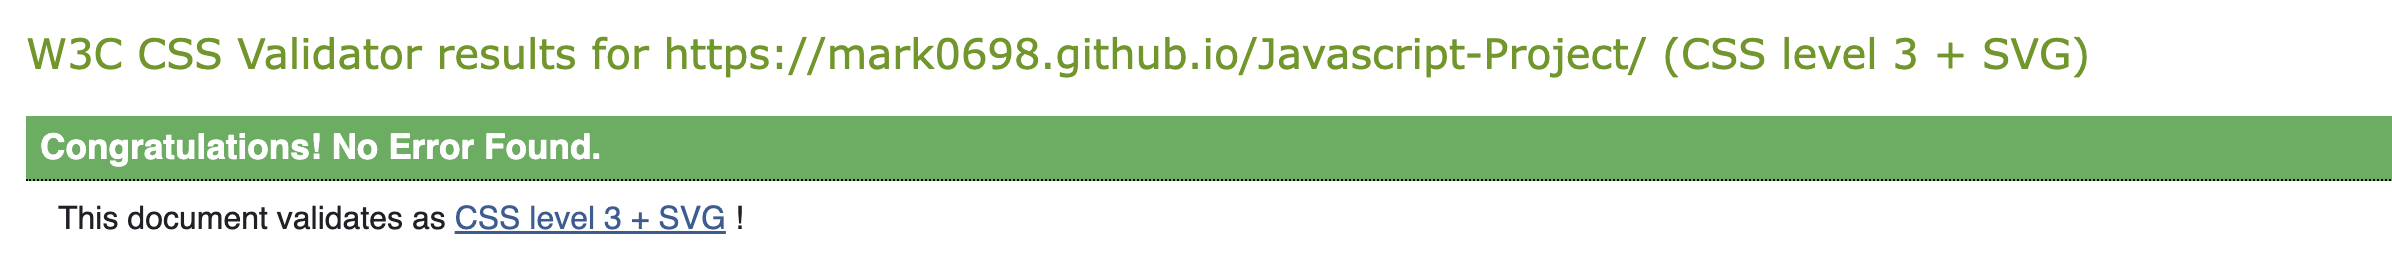 W3C CSS Validator results for https://mark0698.github.io/Javascript-Project/ (CSS level 3 + SVG)
Congratulations! No Error Found.
This document validates as CSS level 3 + SVG !